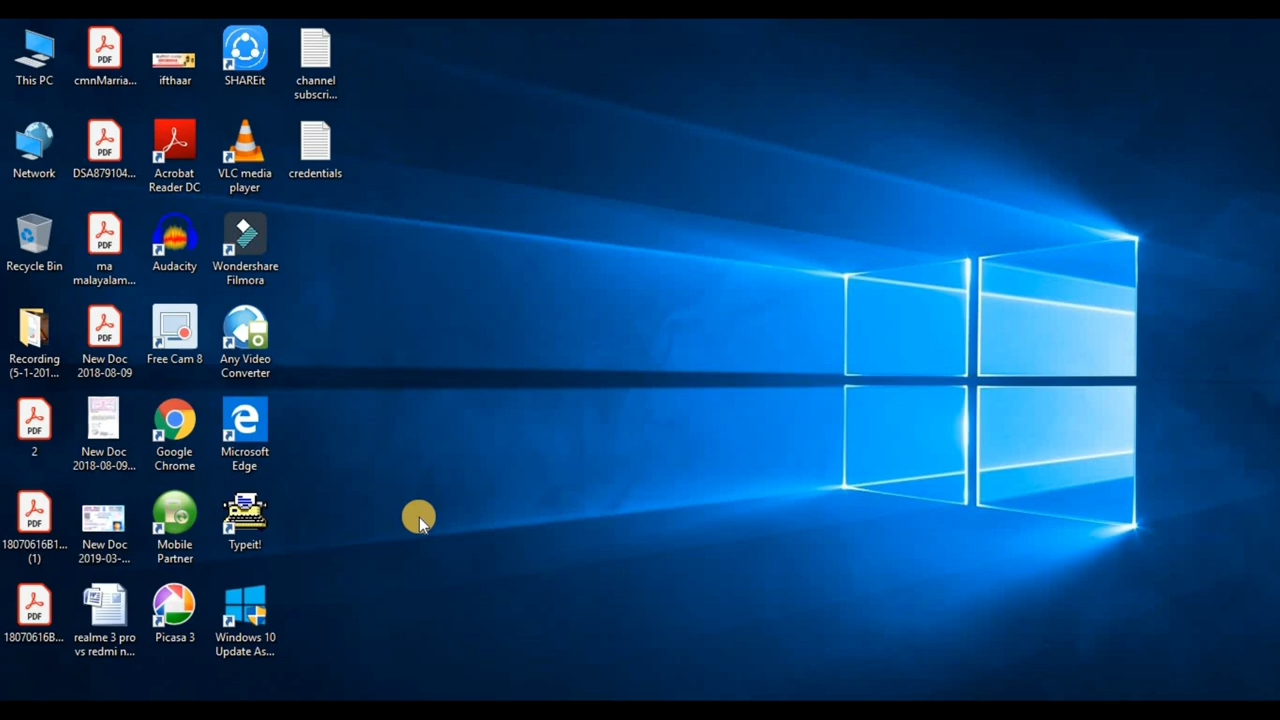 This PC
cmnMarria...
ifthaar
SHAREit
channel
subscri...
Network
DSA879104...
Acrobat
Reader DC
VLC media
player
credentials
Recycle Bin
ma
malayalam...
Audacity
Wondershare
Filmora
Recording
(5-1-201...
New Doc
2018-08-09
Free Cam 8
Any Video
Converter
2
New Doc
2018-08-09...
Google
Chrome
Microsoft
Edge
18070616B1...
(1)
New Doc
2019-03-...
Mobile
Partner
Typeit!
18070616B...
realme 3 pro
vs redmi n...
Picasa 3
Windows 10
Update As...